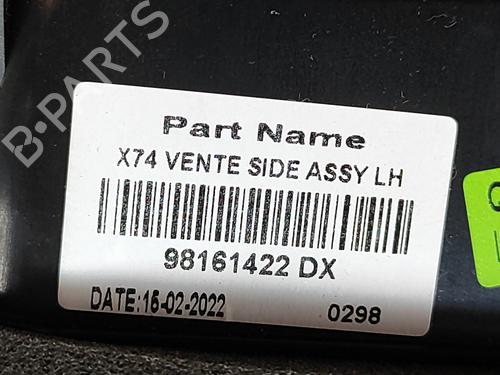 B-PARTS
Part Name
X74 VENTE SIDE ASSY LH
98161422 DX
DATE:16-02-2022 0298